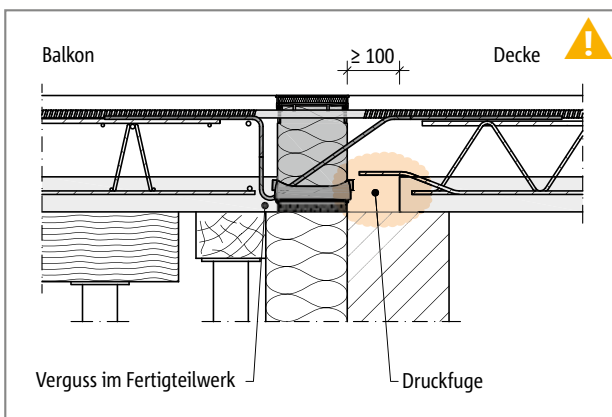 Balkon
≥ 100
Decke
Verguss im Fertigteilwerk
Druckfuge